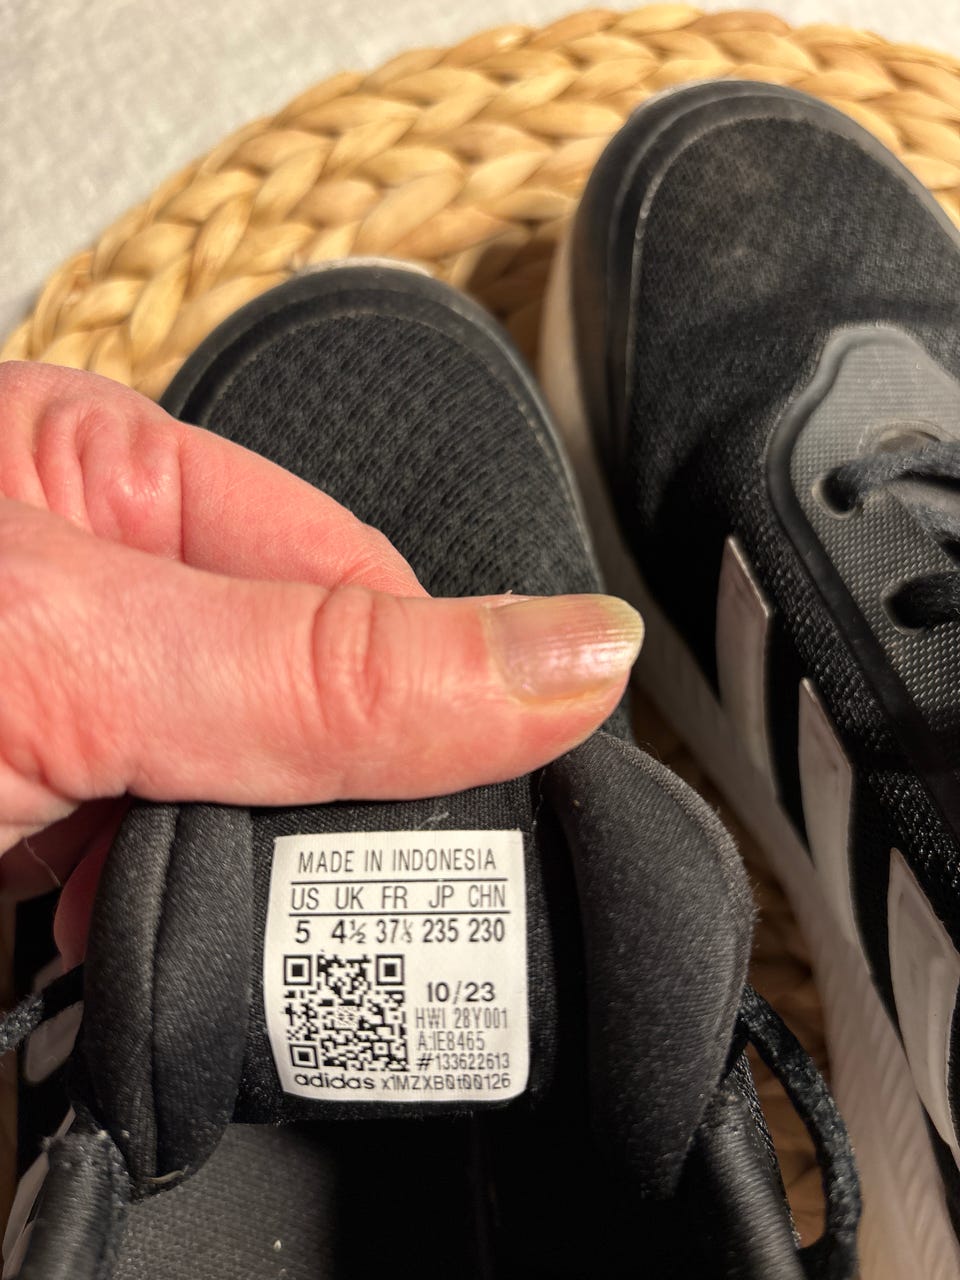 MADE IN INDONESIA
US UK FR JP CHN
5 4½ 37⅓ 235 230
10/23
HWI 28Y001
A:IE8465
#133622613
adidas x1MZXB0t00126